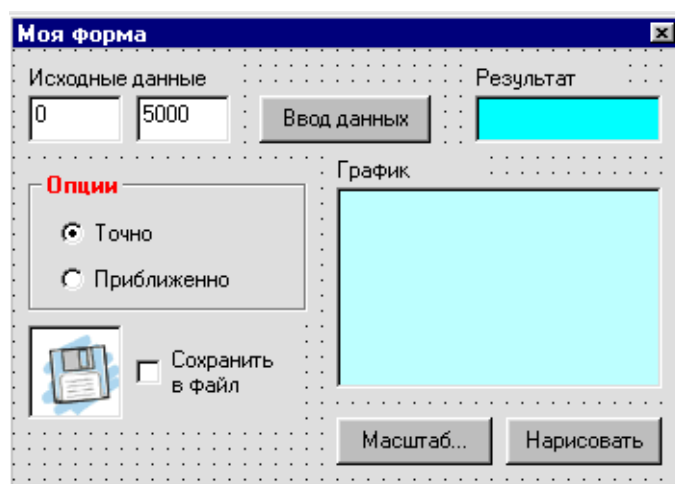 Моя форма
Исходные данные
Результат
0
5000
Ввод данных
График
Опции
Точно
Приближенно
Сохранить
в файл
Масштаб...
Нарисовать